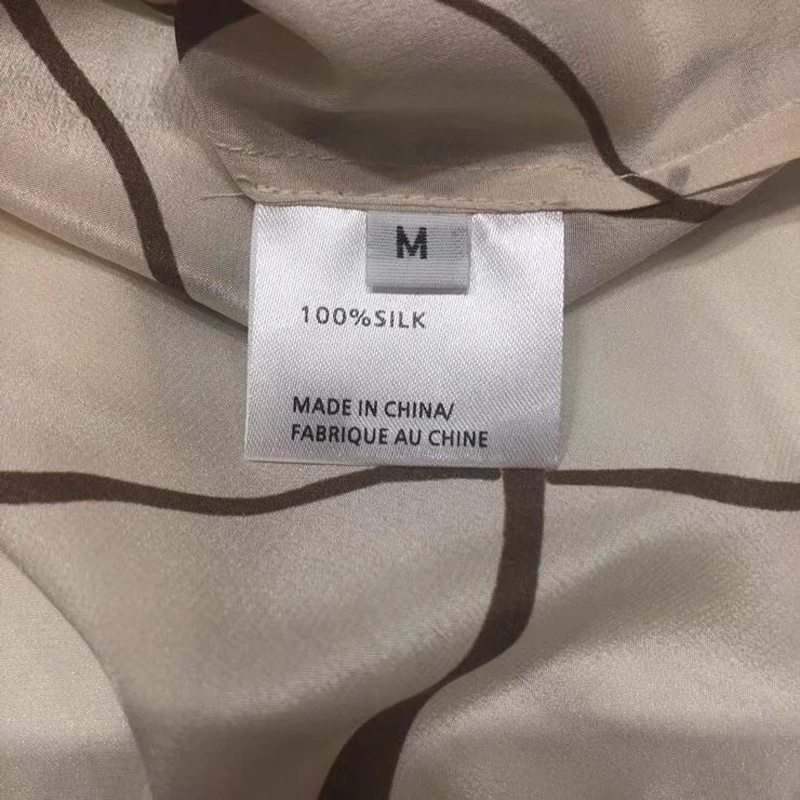 M
100%SILK
MADE IN CHINA/
FABRIQUE AU CHINE